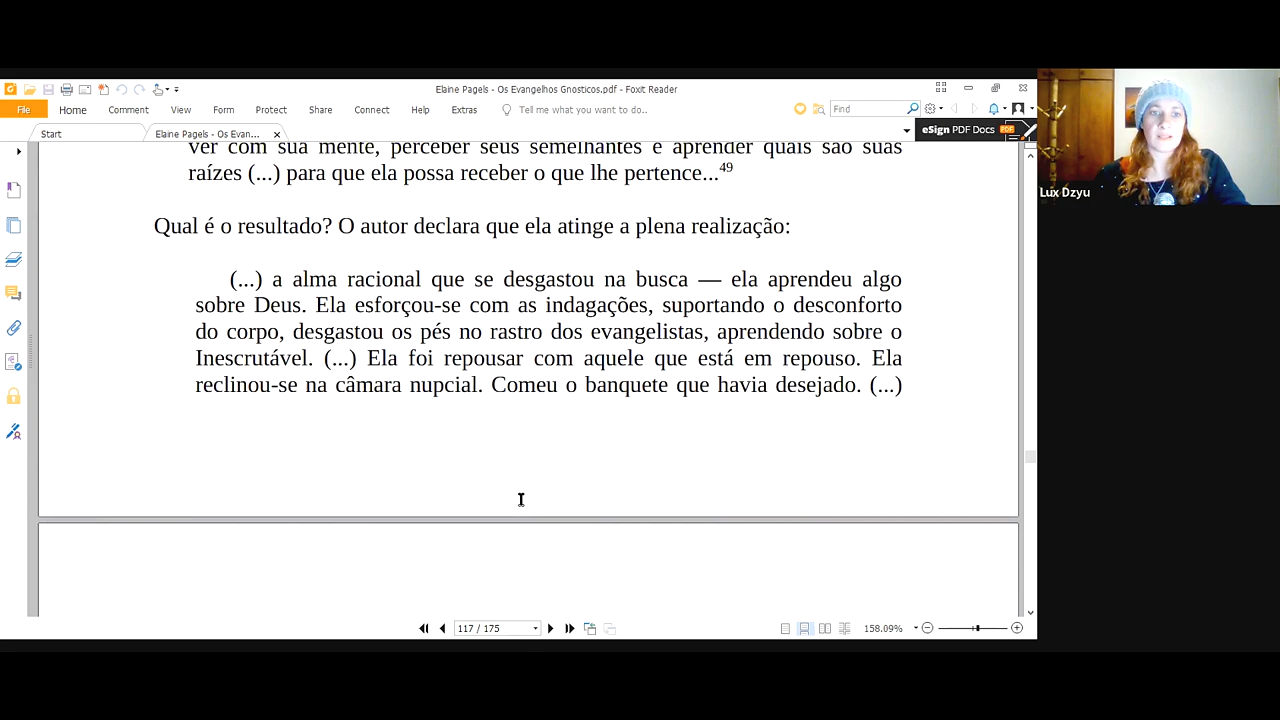 Elaine Pagels - Os Evangelhos Gnosticos.pdf - Foxit Reader
File Home Comment View Form Protect Share Connect Help Extras Tell me what you want to do.. Find
Start Elaine Pagels - Os Evan... eSign PDF Docs
ver com sua mente, perceber seus semelhantes e aprender quais são suas
raízes (...) para que ela possa receber o que lhe pertence...49
Qual é o resultado? O autor declara que ela atinge a plena realização:
(...) a alma racional que se desgastou na busca — ela aprendeu algo
sobre Deus. Ela esforçou-se com as indagações, suportando o desconforto
do corpo, desgastou os pés no rastro dos evangelistas, aprendendo sobre o
Inescrutável. (...) Ela foi repousar com aquele que está em repouso. Ela
reclinou-se na câmara nupcial. Comeu o banquete que havia desejado. (...)
117 / 175 158.09%
Lux Dzyu